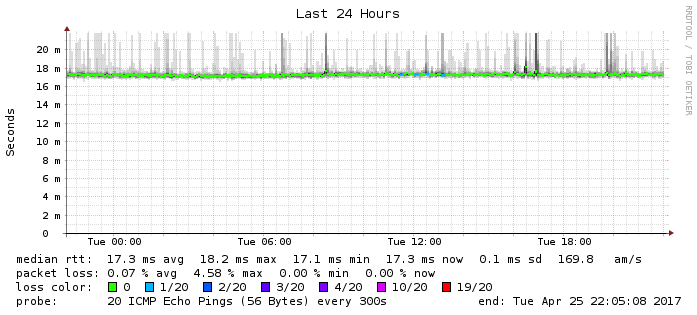 Last 24 Hours
RRDTOOL / TOBI OETIKER
Seconds
20 m
18 m
16 m
14 m
12 m
10 m
8 m
6 m
4 m
2 m
0
Tue 00:00 Tue 06:00 Tue 12:00 Tue 18:00
median rtt: 17.3 ms avg 18.2 ms max 17.1 ms min 17.3 ms now 0.1 ms sd 169.8 am/s
packet loss: 0.07 % avg 4.58 % max 0.00 % min 0.00 % now
loss color: 0 1/20 2/20 3/20 4/20 10/20 19/20
probe: 20 ICMP Echo Pings (56 Bytes) every 300s end: Tue Apr 25 22:05:08 2017